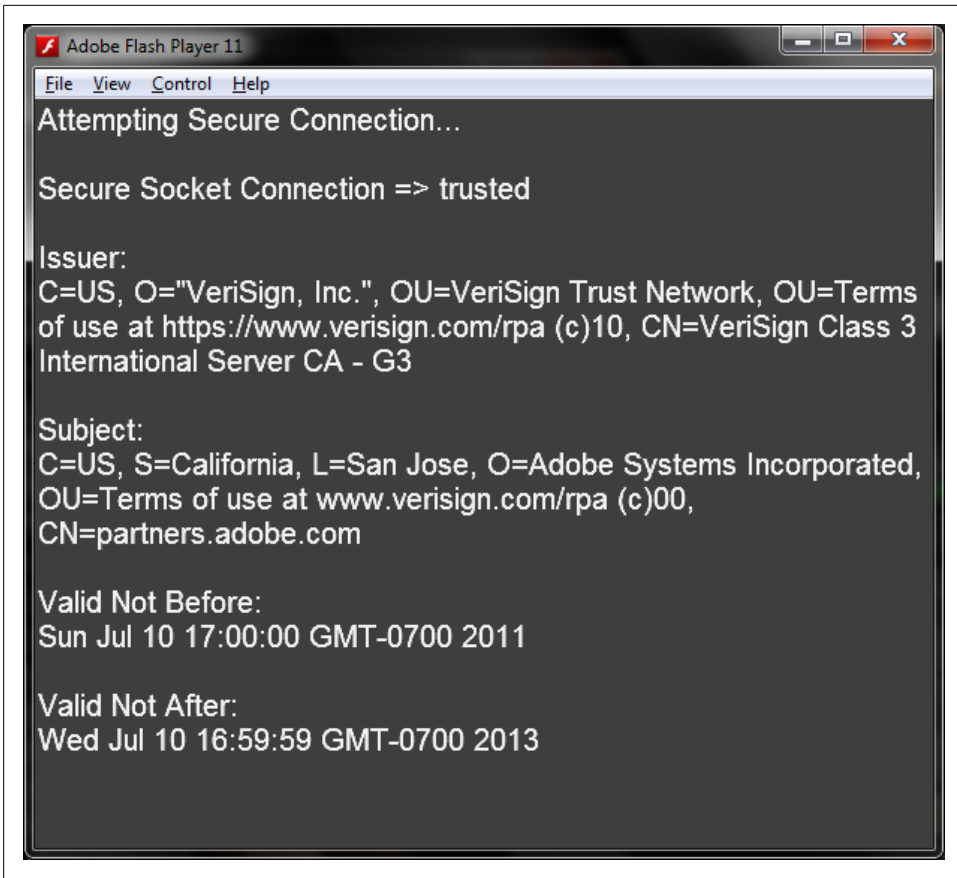 Adobe Flash Player 11
File View Control Help
Attempting Secure Connection...
Secure Socket Connection => trusted
Issuer:
C=US, O="VeriSign, Inc.", OU=VeriSign Trust Network, OU=Terms
of use at https://www.verisign.com/rpa (c)10, CN=VeriSign Class 3
International Server CA - G3
Subject:
C=US, S=California, L=San Jose, O=Adobe Systems Incorporated,
OU=Terms of use at www.verisign.com/rpa (c)00,
CN=partners.adobe.com
Valid Not Before:
Sun Jul 10 17:00:00 GMT-0700 2011
Valid Not After:
Wed Jul 10 16:59:59 GMT-0700 2013